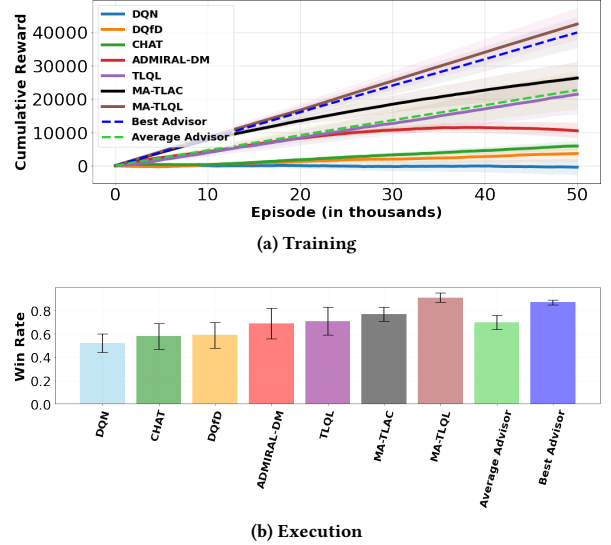 Cumulative Reward
40000
30000
20000
10000
0
DQN
DQfD
CHAT
ADMIRAL-DM
TLQL
MA-TLAC
MA-TLQL
Best Advisor
Average Advisor
0 10 20 30 40 50
Episode (in thousands)
(a) Training
Win Rate
0.8
0.6
0.4
0.2
0.0
DQN
CHAT
DQfD
ADMIRAL-DM
TLQL
MA-TLAC
MA-TLQL
Average Advisor
Best Advisor
(b) Execution